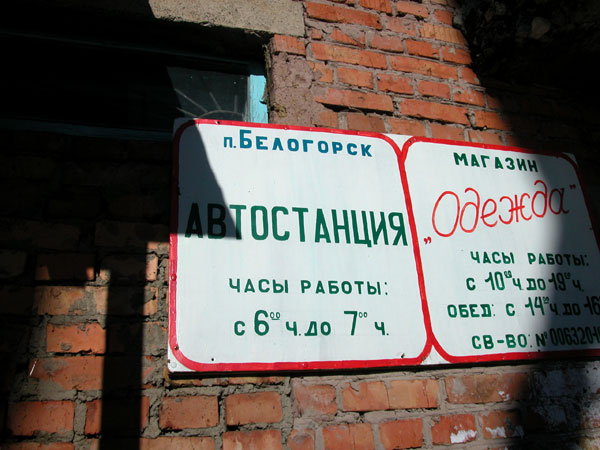 п. БЕЛОГОРСК
АВТОСТАНЦИЯ
ЧАСЫ РАБОТЫ:
с 6⁰⁰ ч. до 7⁰⁰ ч.
МАГАЗИН
„Одежда"
ЧАСЫ РАБОТЫ:
с 10⁰⁰ ч до 19⁰⁰ ч.
ОБЕД: с 14⁰⁰ ч. до
СВ-ВО: №